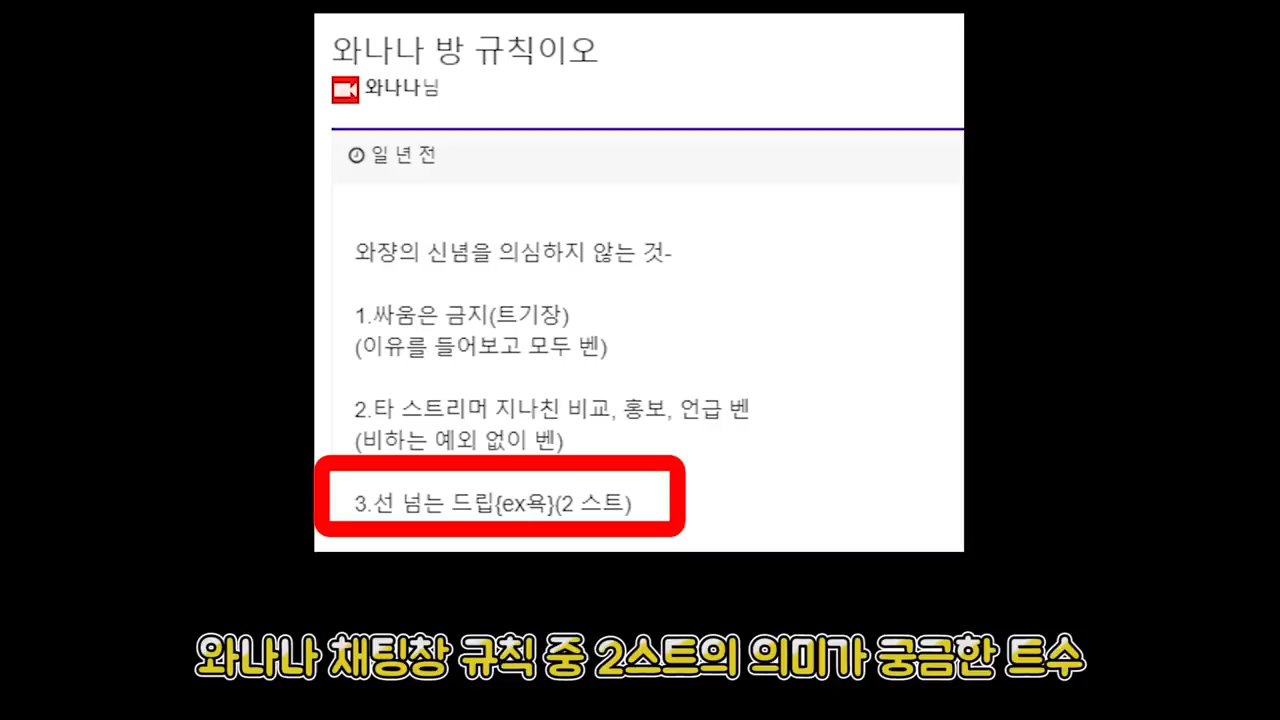 와나나 방 규칙이오
와나나님
일 년 전
와쟝의 신념을 의심하지 않는 것-
1.싸움은 금지(트기장)
(이유를 들어보고 모두 벤)
2.타 스트리머 지나친 비교, 홍보, 언급 벤
(비하는 예외 없이 벤)
3.선 넘는 드립{ex욕}(2 스트)
와나나 채팅창 규칙 중 2스트의 의미가 궁금한 트수